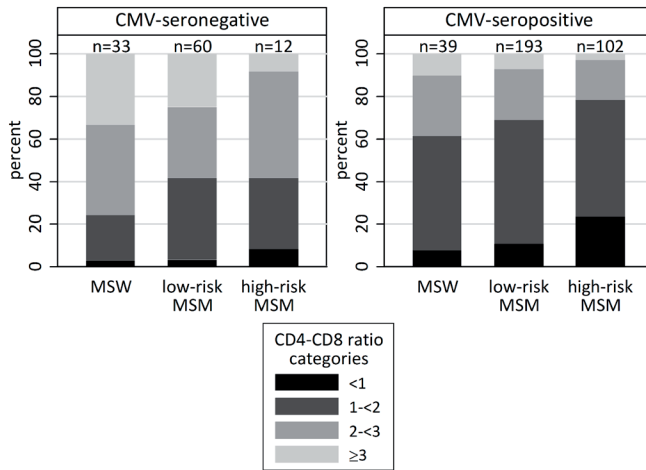 CMV-seronegative
n=33 n=60 n=12
percent
100
80
60
40
20
0
MSW low-risk MSM high-risk MSM
CMV-seropositive
n=39 n=193 n=102
percent
100
80
60
40
20
0
MSW low-risk MSM high-risk MSM
CD4-CD8 ratio
categories
<1
1-<2
2-<3
≥3